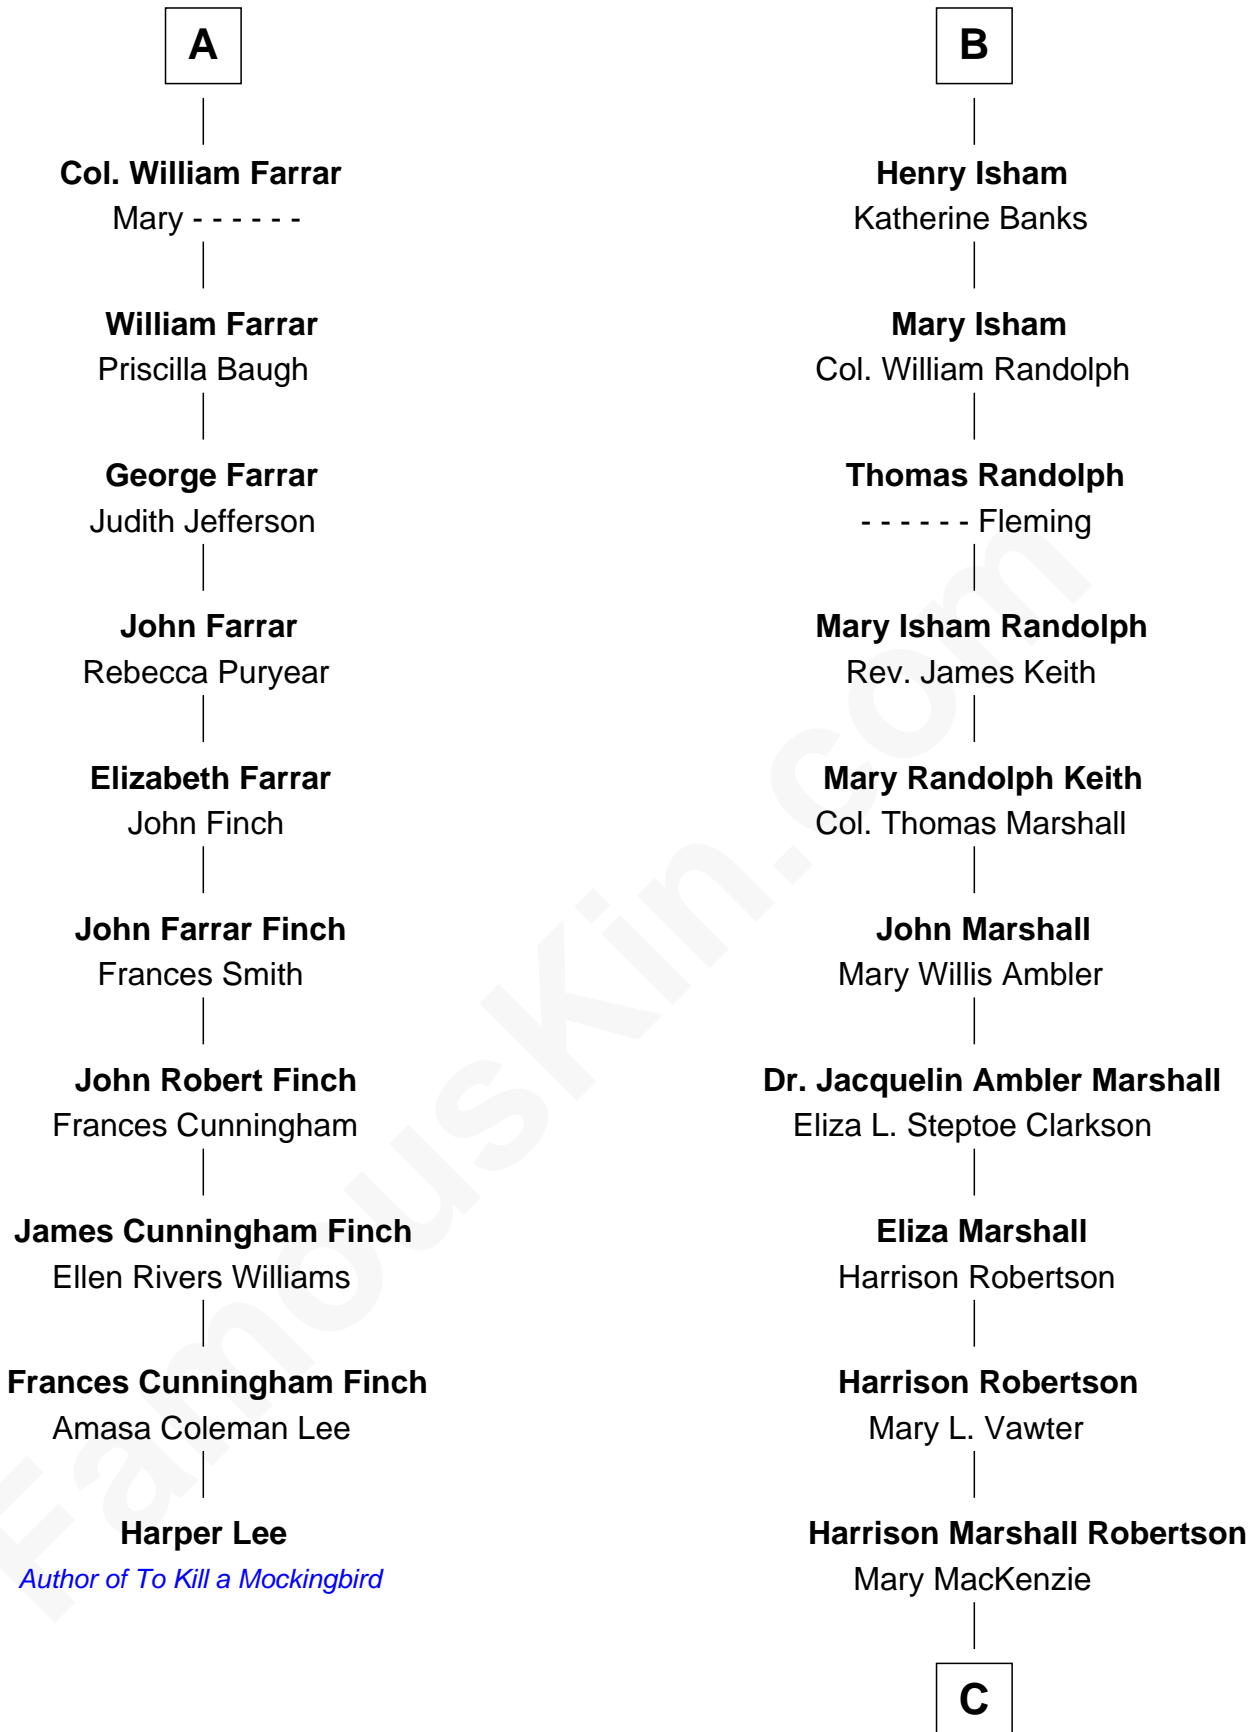 A
Col. William Farrar
Mary - - - - - -
William Farrar
Priscilla Baugh
George Farrar
Judith Jefferson
John Farrar
Rebecca Puryear
Elizabeth Farrar
John Finch
John Farrar Finch
Frances Smith
John Robert Finch
Frances Cunningham
James Cunningham Finch
Ellen Rivers Williams
Frances Cunningham Finch
Amasa Coleman Lee
Harper Lee
Author of To Kill a Mockingbird
B
Henry Isham
Katherine Banks
Mary Isham
Col. William Randolph
Thomas Randolph
- - - - - - Fleming
Mary Isham Randolph
Rev. James Keith
Mary Randolph Keith
Col. Thomas Marshall
John Marshall
Mary Willis Ambler
Dr. Jacquelin Ambler Marshall
Eliza L. Steptoe Clarkson
Eliza Marshall
Harrison Robertson
Harrison Robertson
Mary L. Vawter
Harrison Marshall Robertson
Mary MacKenzie
C
FamousKin.com